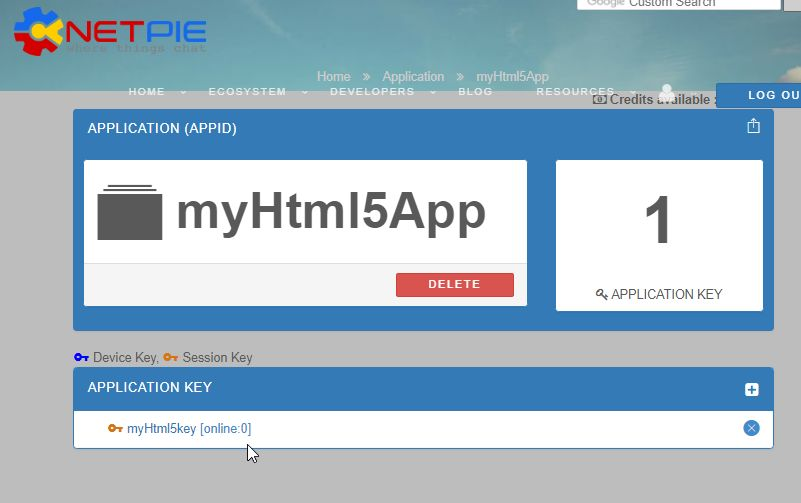 Google Custom Search
NETPIE
where things chat
Home » Application » myHtml5App
HOME ECOSYSTEM DEVELOPERS BLOG RESOURCES
Credits available :
LOG OU
APPLICATION (APPID)
myHtml5App
DELETE
1
APPLICATION KEY
Device Key, Session Key
APPLICATION KEY
myHtml5key [online:0]